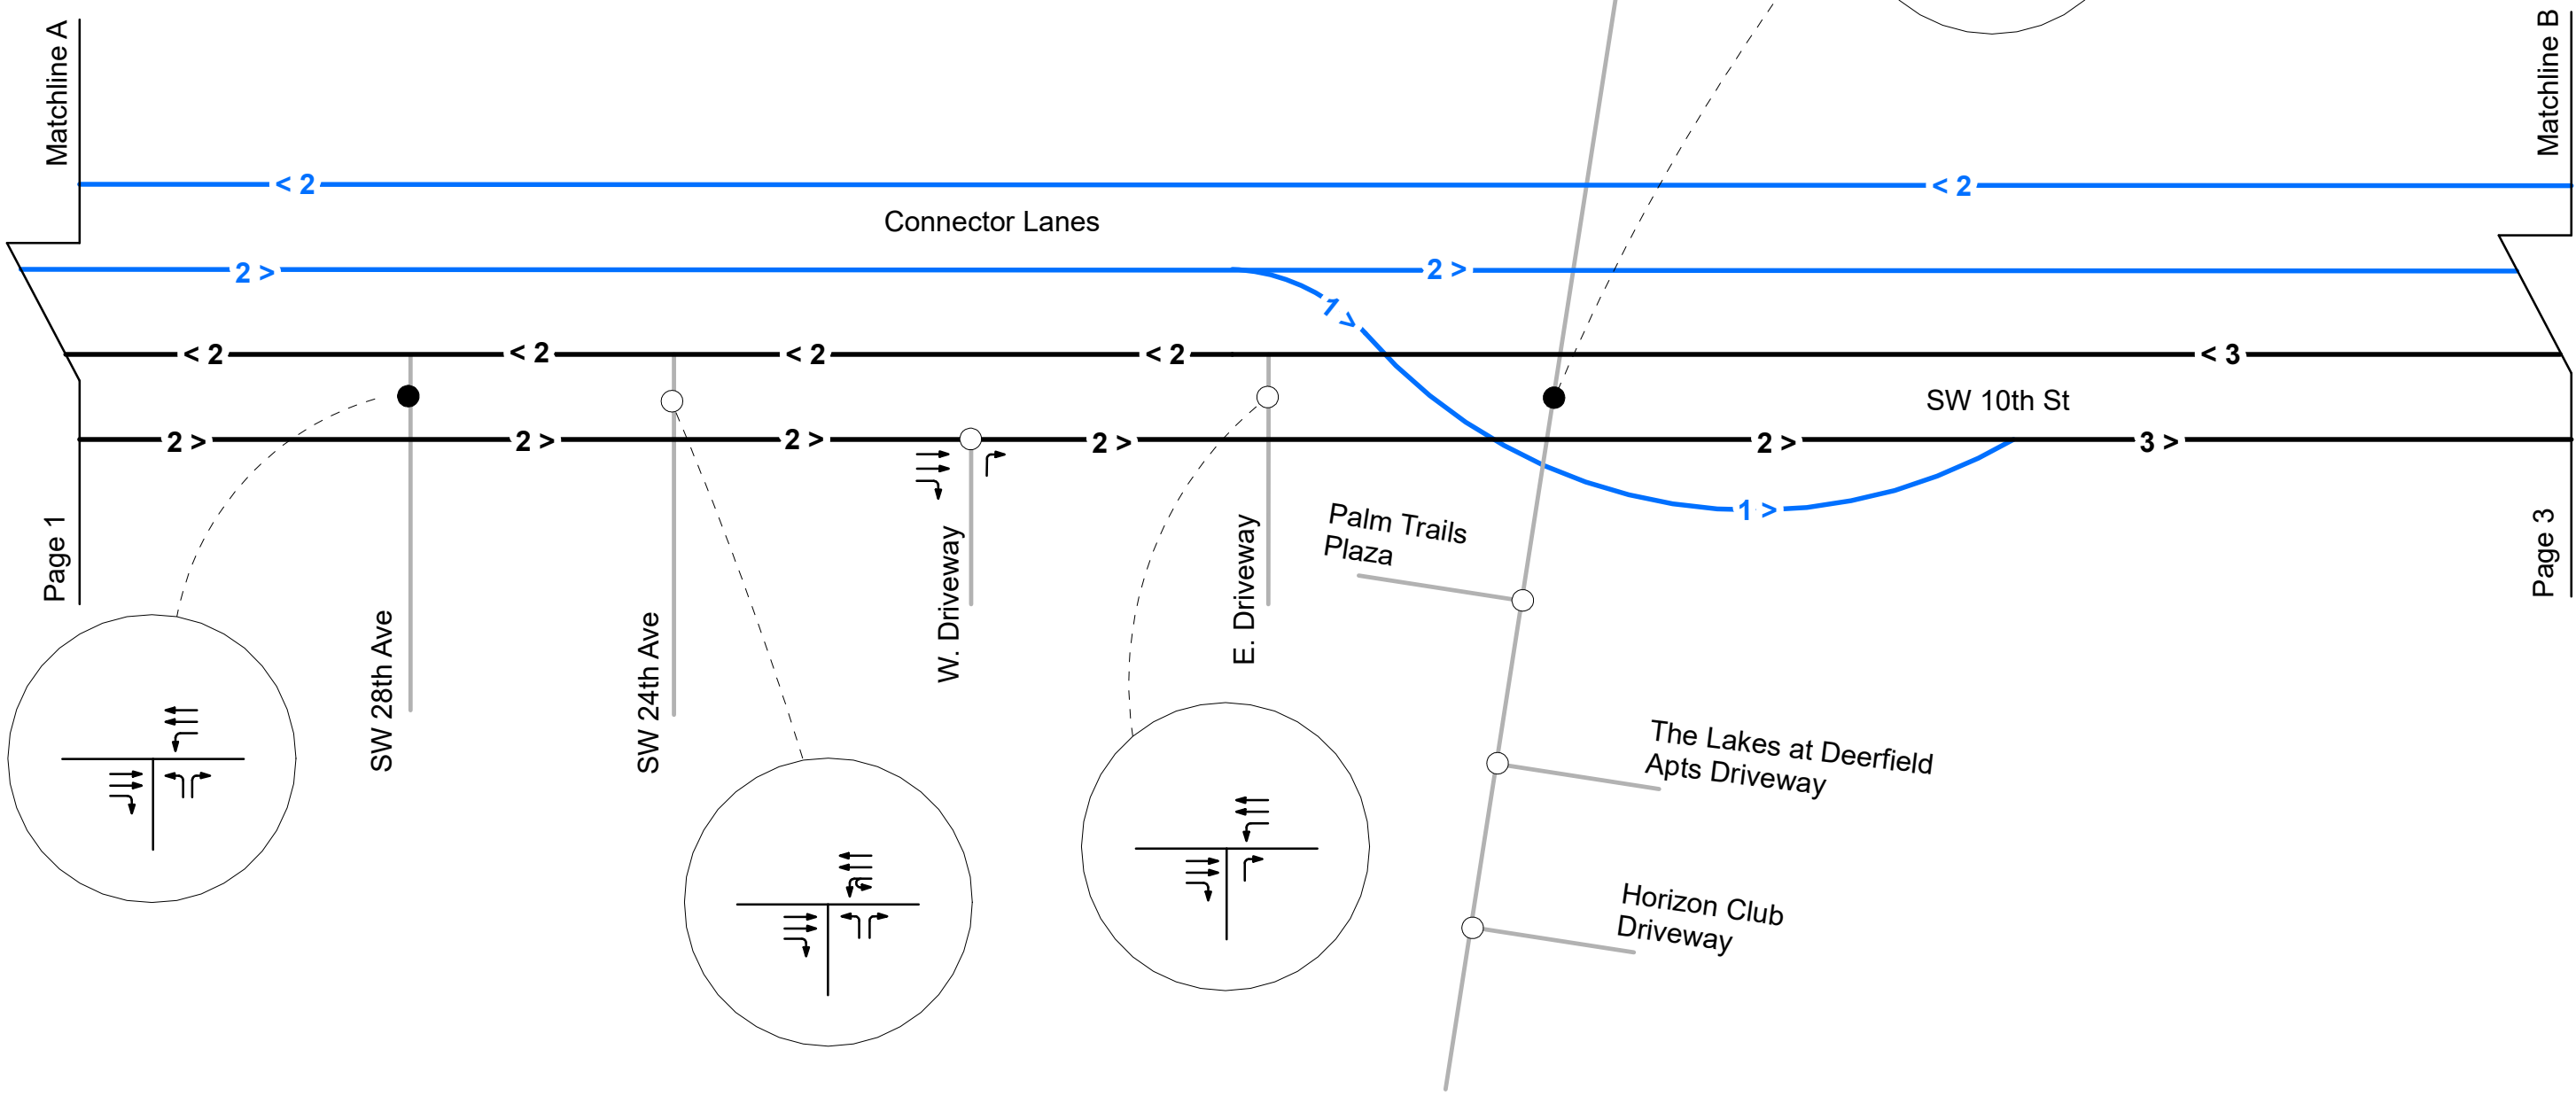 Matchline A
Matchline B
< 2
< 2
Connector Lanes
2 >
2 >
1 >
< 2
< 2
< 2
< 2
< 3
SW 10th St
2 >
2 >
2 >
2 >
2 >
3 >
1 >
Page 1
Page 3
SW 28th Ave
SW 24th Ave
W. Driveway
E. Driveway
Palm Trails
Plaza
The Lakes at Deerfield
Apts Driveway
Horizon Club
Driveway